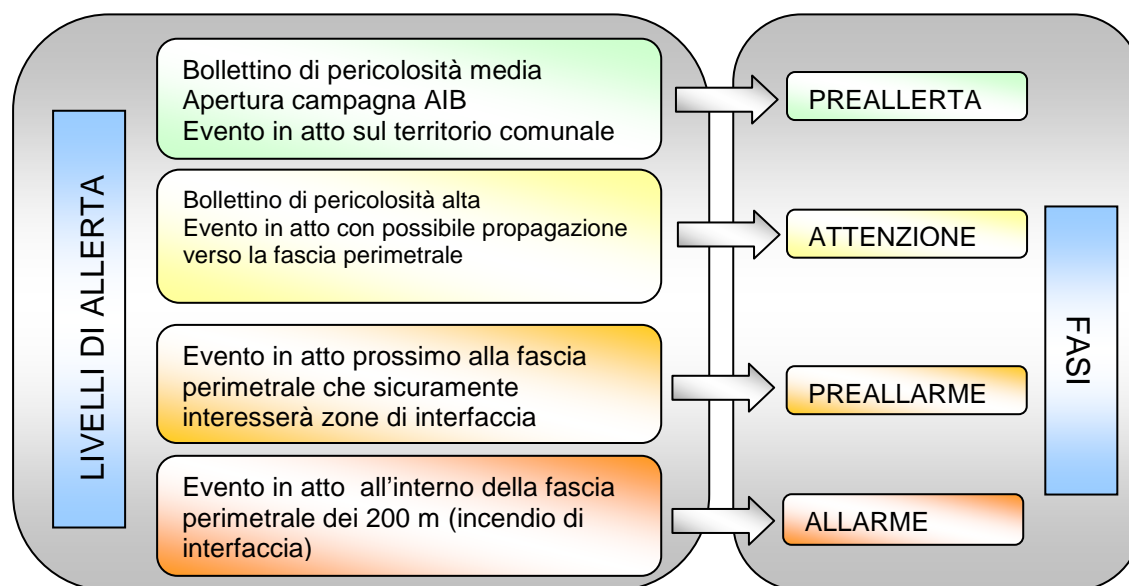 LIVELLI DI ALLERTA
Bollettino di pericolosità media
Apertura campagna AIB
Evento in atto sul territorio comunale
PREALLERTA
Bollettino di pericolosità alta
Evento in atto con possibile propagazione
verso la fascia perimetrale
ATTENZIONE
Evento in atto prossimo alla fascia
perimetrale che sicuramente
interesserà zone di interfaccia
PREALLARME
Evento in atto all'interno della fascia
perimetrale dei 200 m (incendio di
interfaccia)
ALLARME
FASI